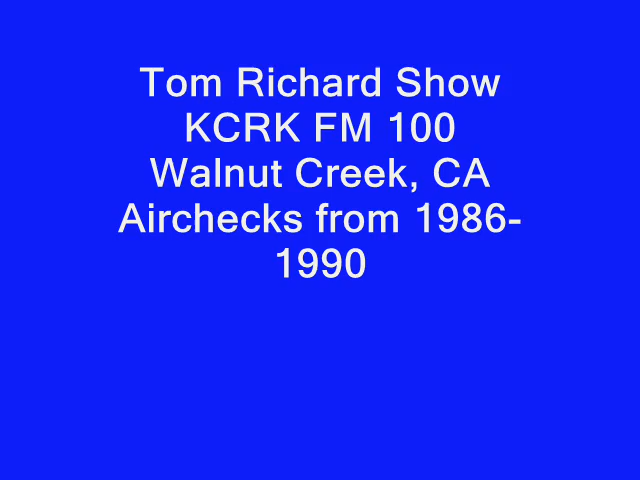 Tom Richard Show
KCRK FM 100
Walnut Creek, CA
Airchecks from 1986-
1990